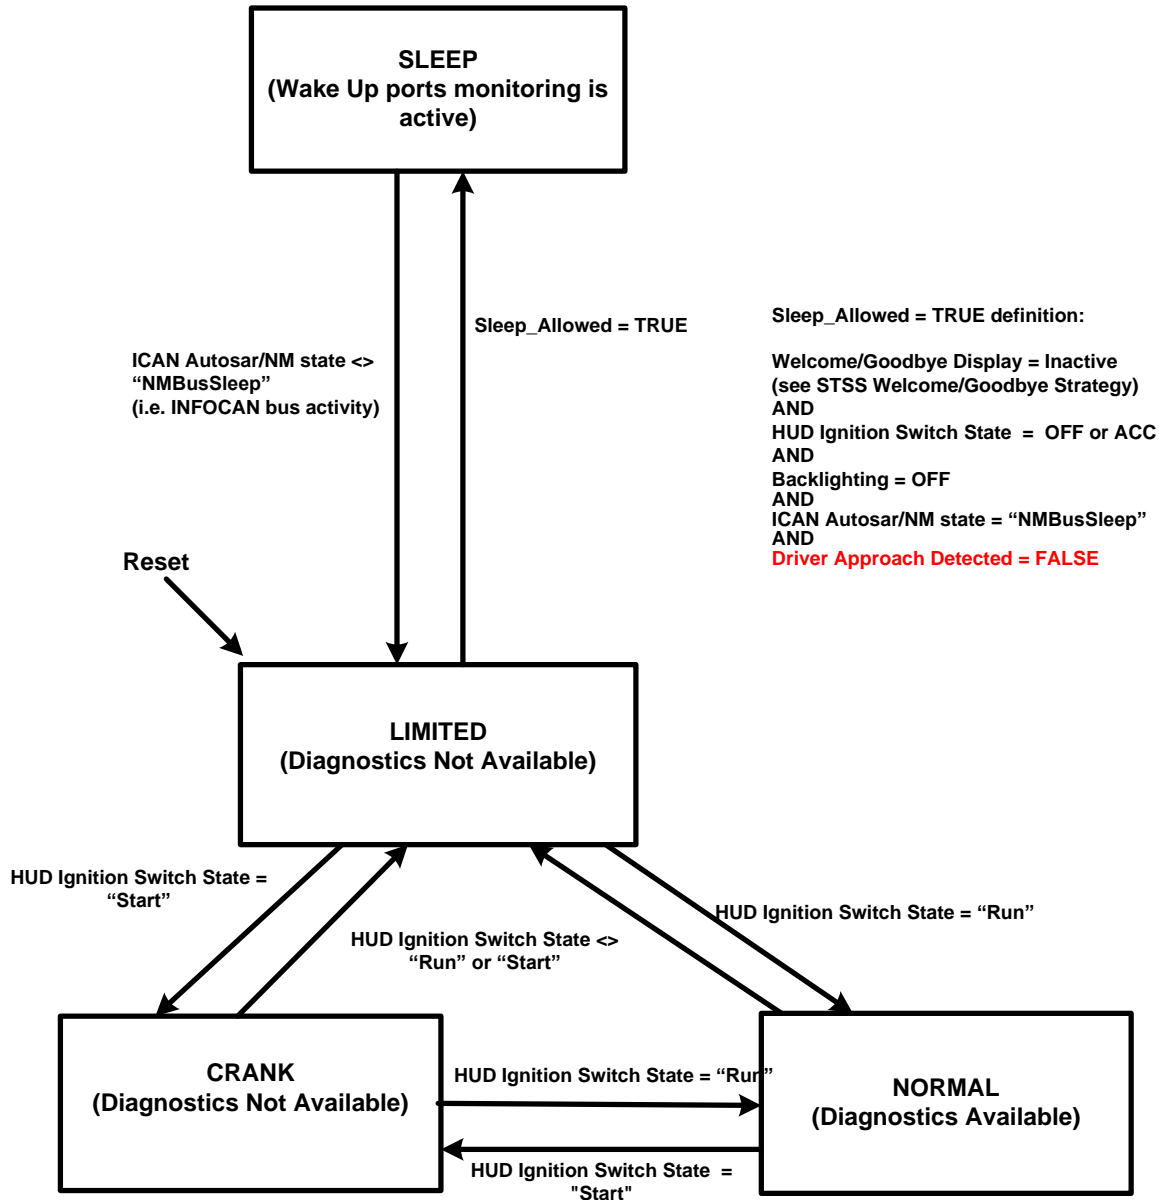 SLEEP
(Wake Up ports monitoring is
active)
Sleep_Allowed = TRUE
ICAN Autosar/NM state <>
“NMBusSleep”
(i.e. INFOCAN bus activity)
Sleep_Allowed = TRUE definition:
Welcome/Goodbye Display = Inactive
(see STSS Welcome/Goodbye Strategy)
AND
HUD Ignition Switch State = OFF or ACC
AND
Backlighting = OFF
AND
ICAN Autosar/NM state = “NMBusSleep”
AND
Driver Approach Detected = FALSE
Reset
LIMITED
(Diagnostics Not Available)
HUD Ignition Switch State =
“Start”
HUD Ignition Switch State <>
“Run” or “Start”
HUD Ignition Switch State = “Run”
CRANK
(Diagnostics Not Available)
HUD Ignition Switch State = “Run”
NORMAL
(Diagnostics Available)
HUD Ignition Switch State =
"Start"